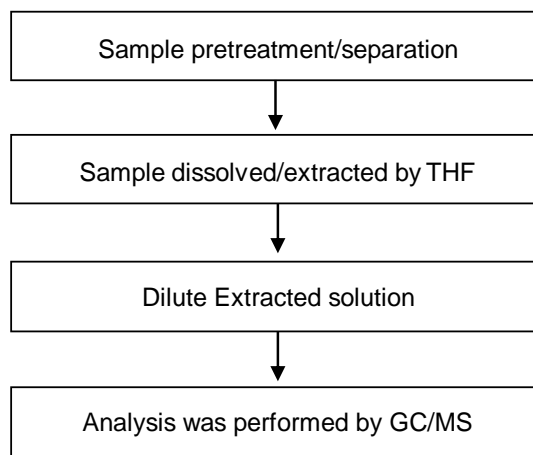 Sample pretreatment/separation
Sample dissolved/extracted by THF
Dilute Extracted solution
Analysis was performed by GC/MS